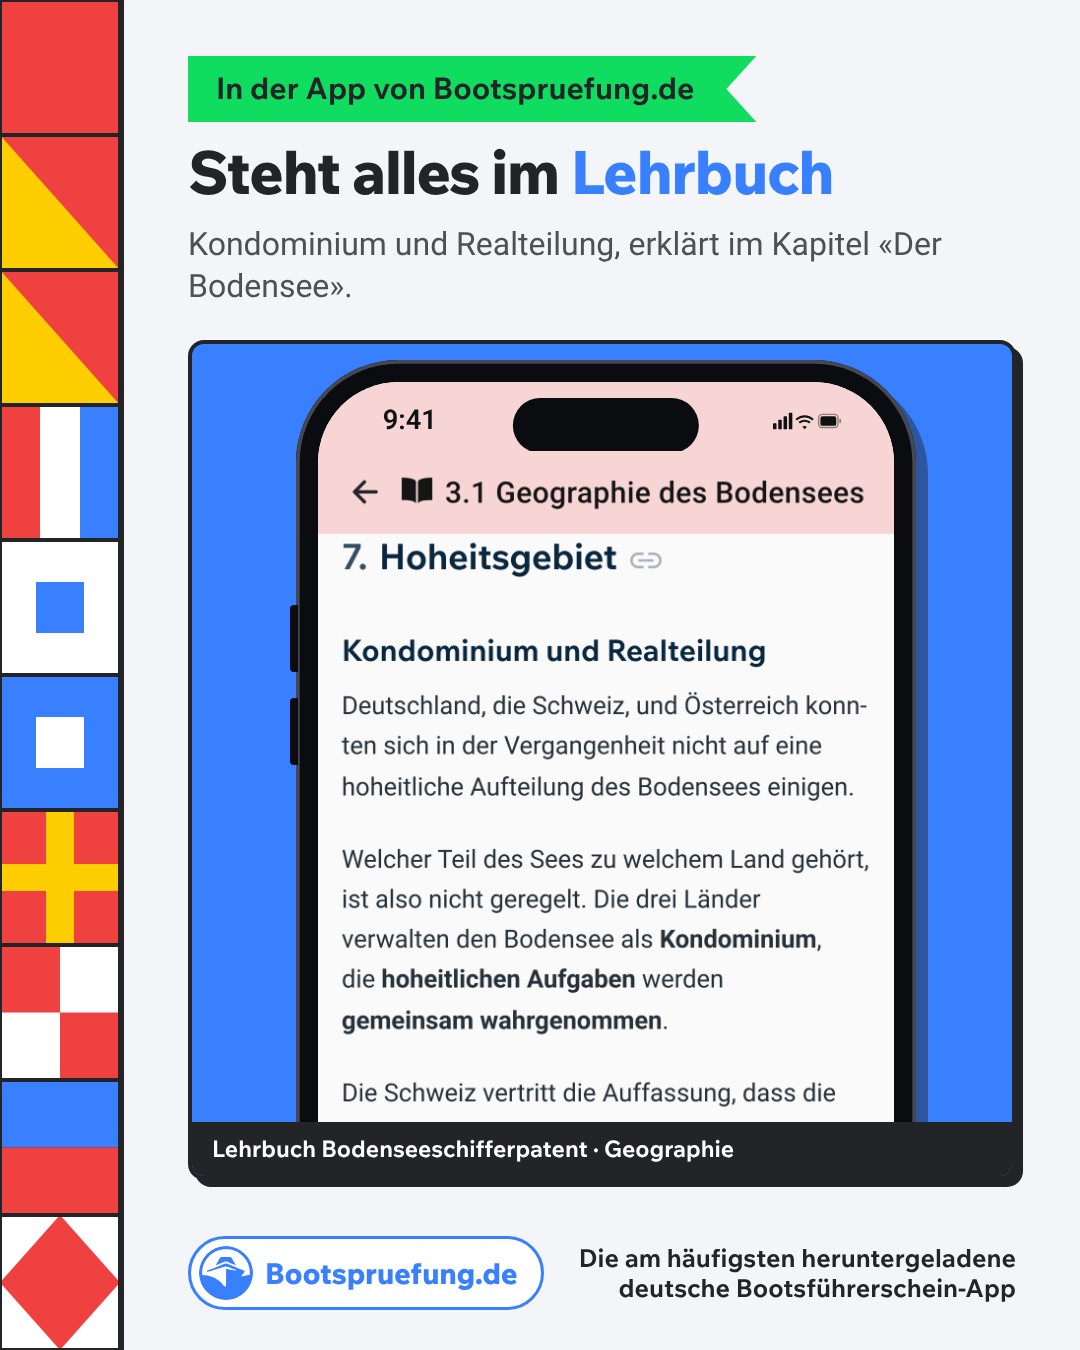 In der App von Bootspruefung.de
Steht alles im Lehrbuch
Kondominium und Realteilung, erklärt im Kapitel «Der
Bodensee».
9:41
3.1 Geographie des Bodensees
7. Hoheitsgebiet
Kondominium und Realteilung
Deutschland, die Schweiz, und Österreich konn-
ten sich in der Vergangenheit nicht auf eine
hoheitliche Aufteilung des Bodensees einigen.
Welcher Teil des Sees zu welchem Land gehört,
ist also nicht geregelt. Die drei Länder
verwalten den Bodensee als Kondominium,
die hoheitlichen Aufgaben werden
gemeinsam wahrgenommen.
Die Schweiz vertritt die Auffassung, dass die
Lehrbuch Bodenseeschifferpatent · Geographie
Bootspruefung.de
Die am häufigsten heruntergeladene
deutsche Bootsführerschein-App